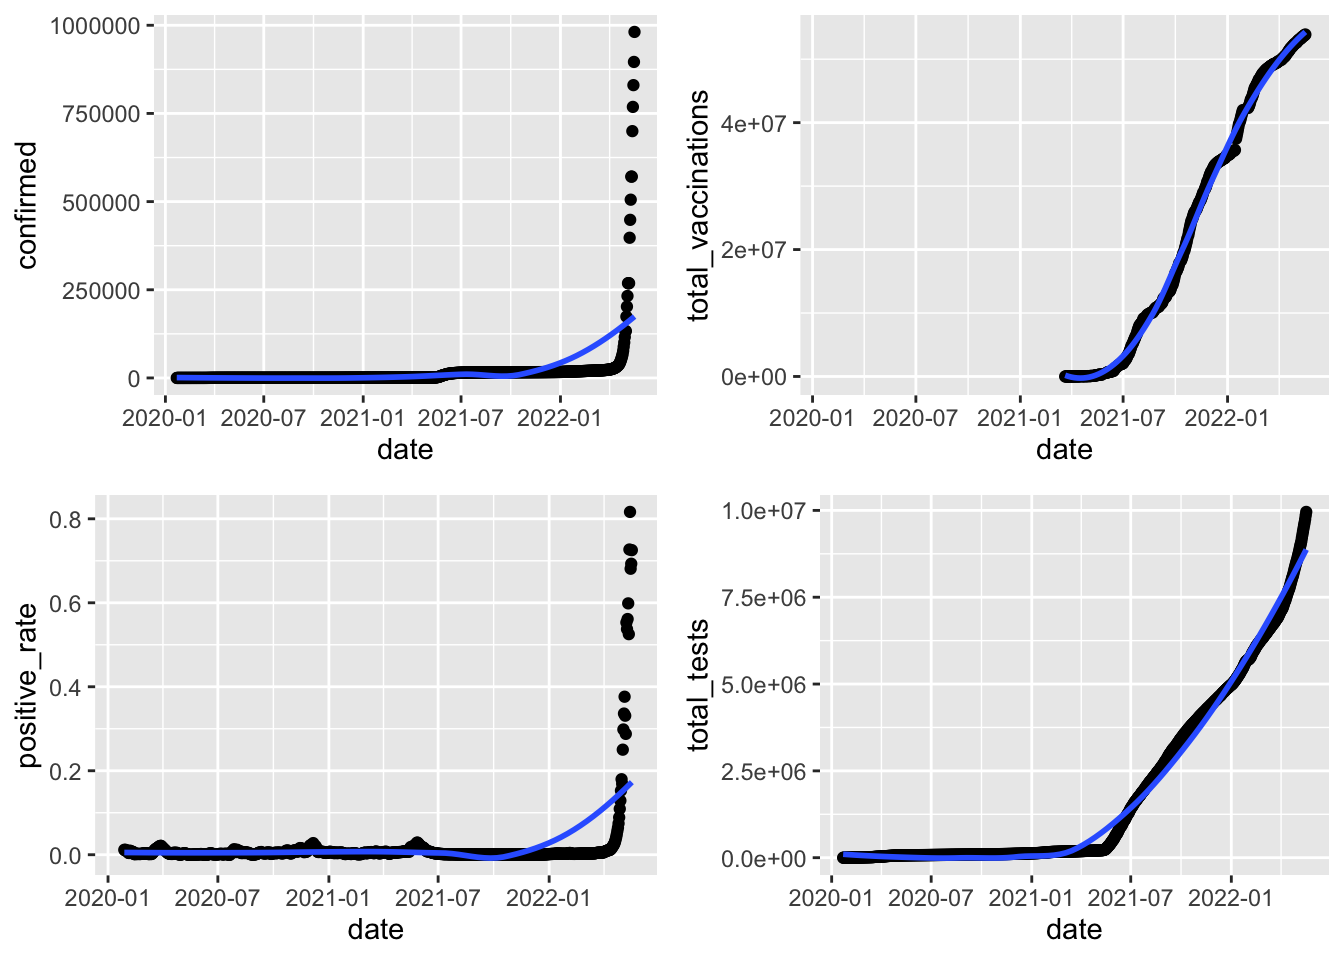 confirmed
1000000
750000
500000
250000
0
2020-01 2020-07 2021-01 2021-07 2022-01
date
total_vaccinations
4e+07
2e+07
0e+00
2020-01 2020-07 2021-01 2021-07 2022-01
date
positive_rate
0.8
0.6
0.4
0.2
0.0
2020-01 2020-07 2021-01 2021-07 2022-01
date
total_tests
1.0e+07
7.5e+06
5.0e+06
2.5e+06
0.0e+00
2020-01 2020-07 2021-01 2021-07 2022-01
date